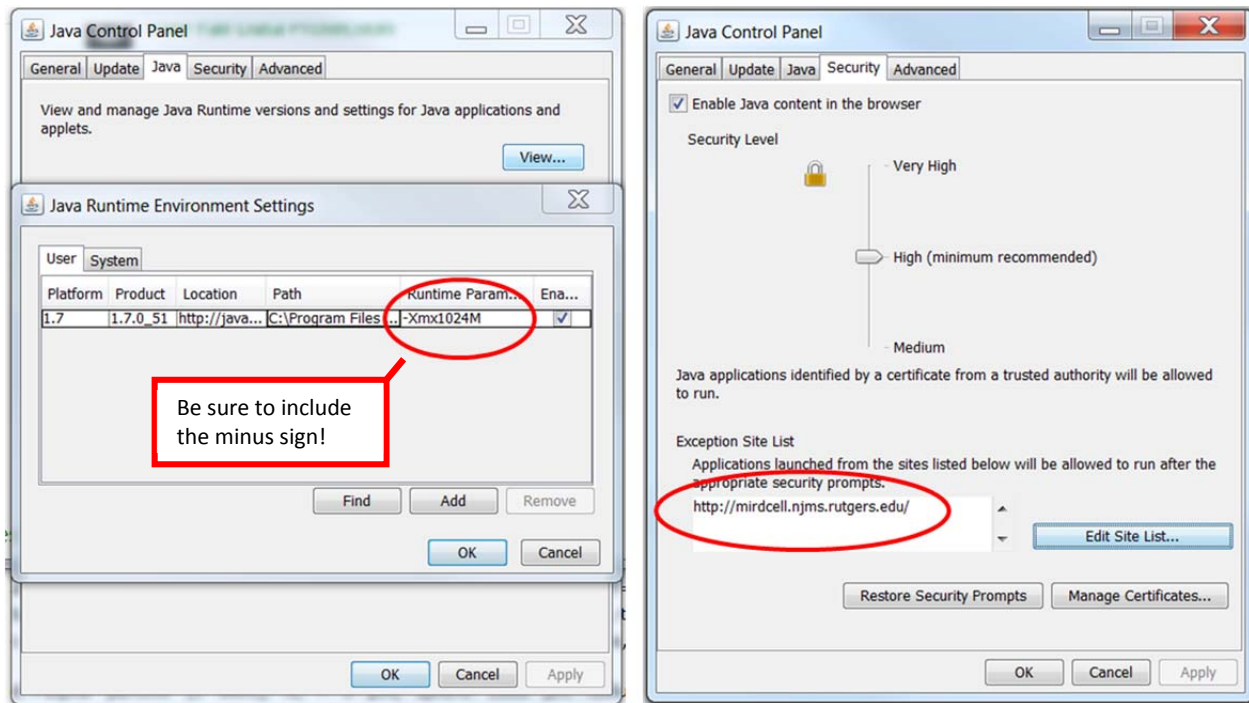 Java Control Panel
General Update Java Security Advanced
View and manage Java Runtime versions and settings for Java applications and
applets.
View...
Java Runtime Environment Settings
User System
Platform Product Location Path Runtime Param... Ena...
1.7 1.7.0_51 http://java... C:\Program Files ... -Xmx1024M
Be sure to include
the minus sign!
Find Add Remove
OK Cancel
OK Cancel Apply
Java Control Panel
General Update Java Security Advanced
Enable Java content in the browser
Security Level
Very High
High (minimum recommended)
Medium
Java applications identified by a certificate from a trusted authority will be allowed
to run.
Exception Site List
Applications launched from the sites listed below will be allowed to run after the
appropriate security prompts.
http://mirdcell.njms.rutgers.edu/
Edit Site List...
Restore Security Prompts Manage Certificates...
OK Cancel Apply